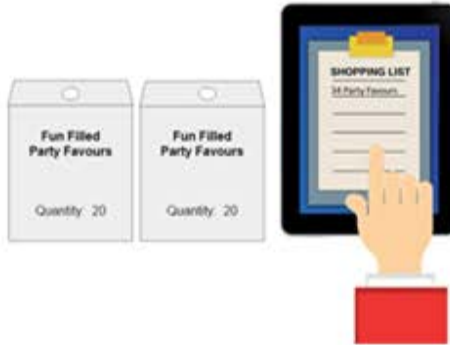 Fun Filled
Party Favours
Quantity: 20
Fun Filled
Party Favours
Quantity: 20
SHOPPING LIST
34 Party Favours